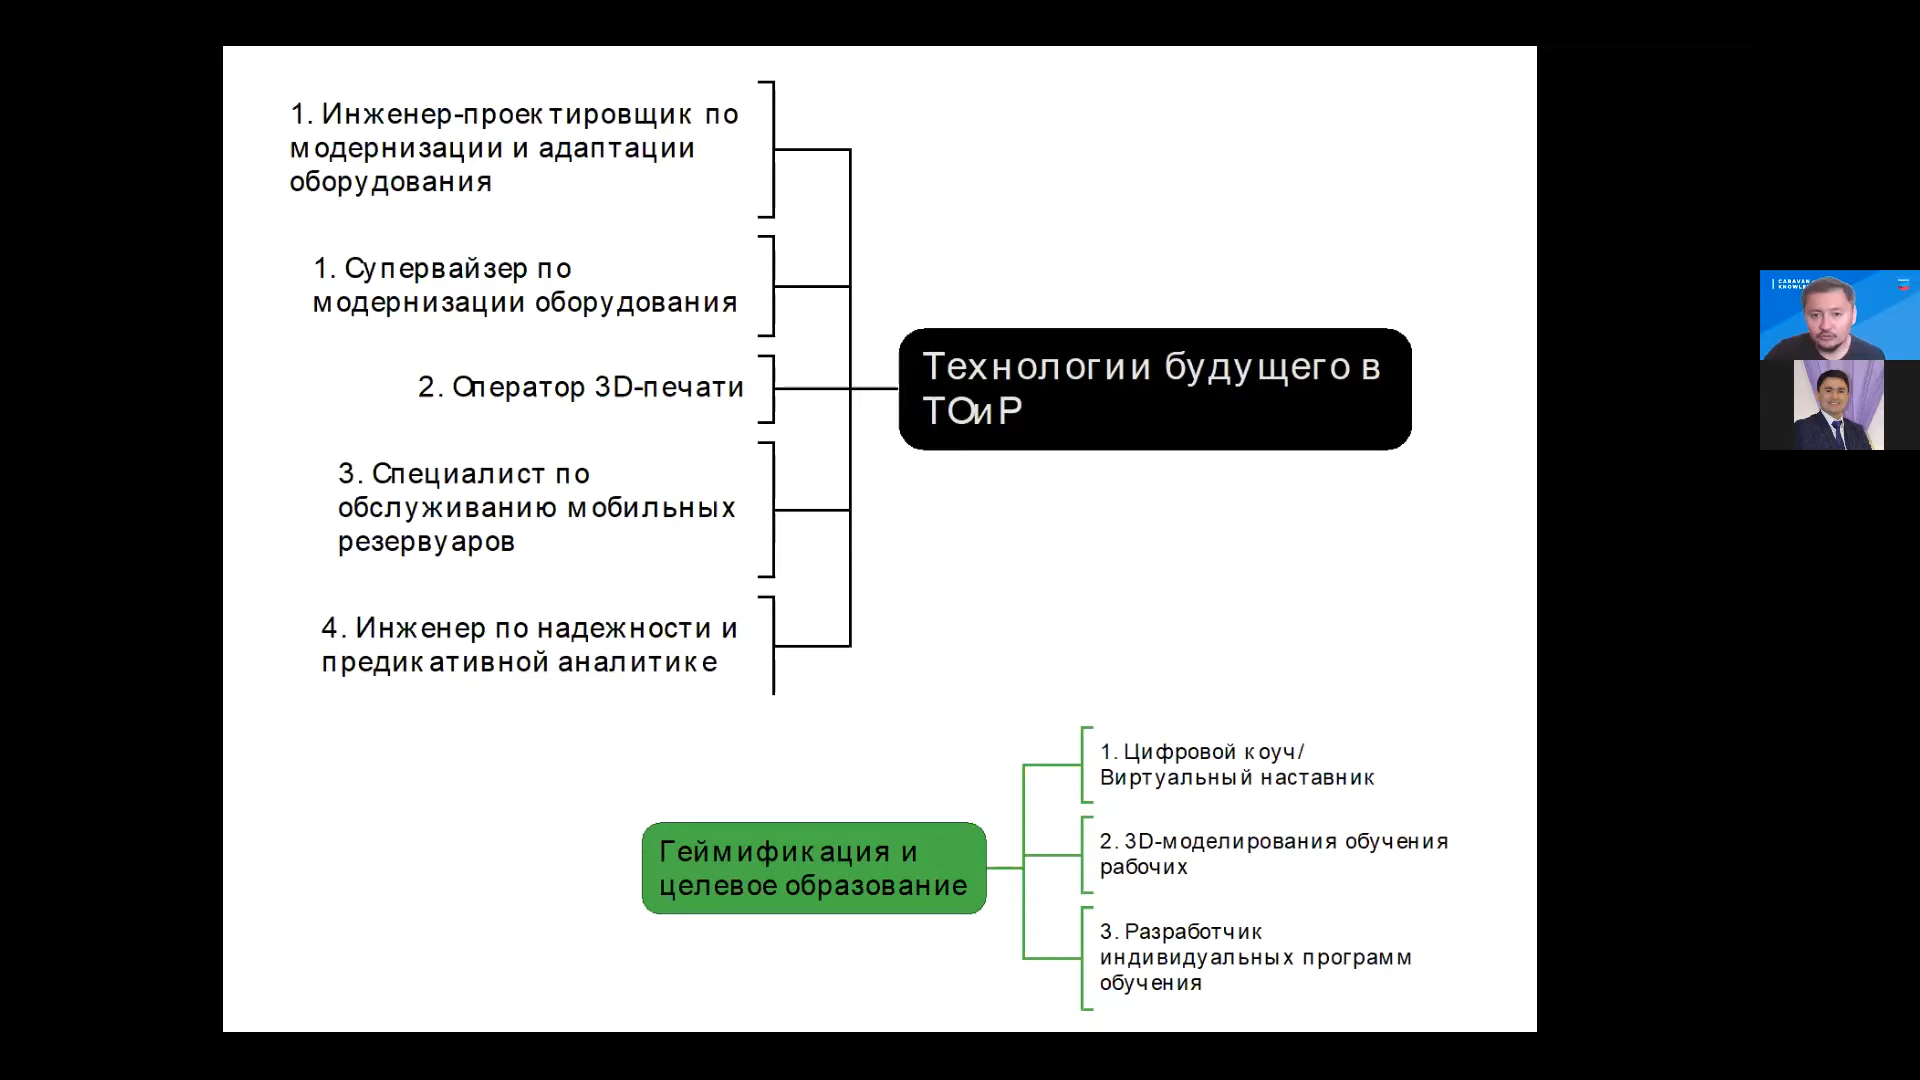 1. Инженер-проектировщик по
модернизации и адаптации
оборудования
1. Супервайзер по
модернизации оборудования
2. Оператор 3D-печати
3. Специалист по
обслуживанию мобильных
резервуаров
4. Инженер по надежности и
предикативной аналитике
Технологии будущего в
ТОиР
Геймификация и
целевое образование
1. Цифровой коуч/
Виртуальный наставник
2. 3D-моделирования обучения
рабочих
3. Разработчик
индивидуальных программ
обучения
CARAVAN